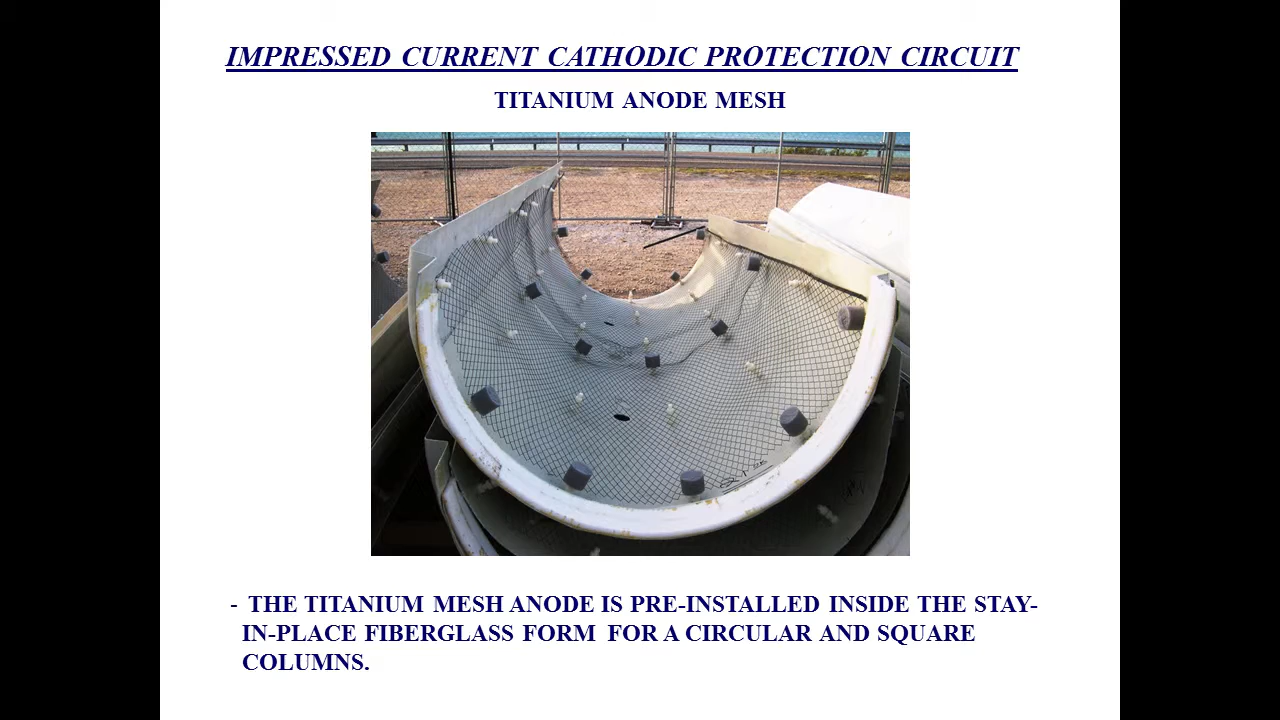 IMPRESSED CURRENT CATHODIC PROTECTION CIRCUIT
TITANIUM ANODE MESH
- THE TITANIUM MESH ANODE IS PRE-INSTALLED INSIDE THE STAY-
IN-PLACE FIBERGLASS FORM FOR A CIRCULAR AND SQUARE
COLUMNS.